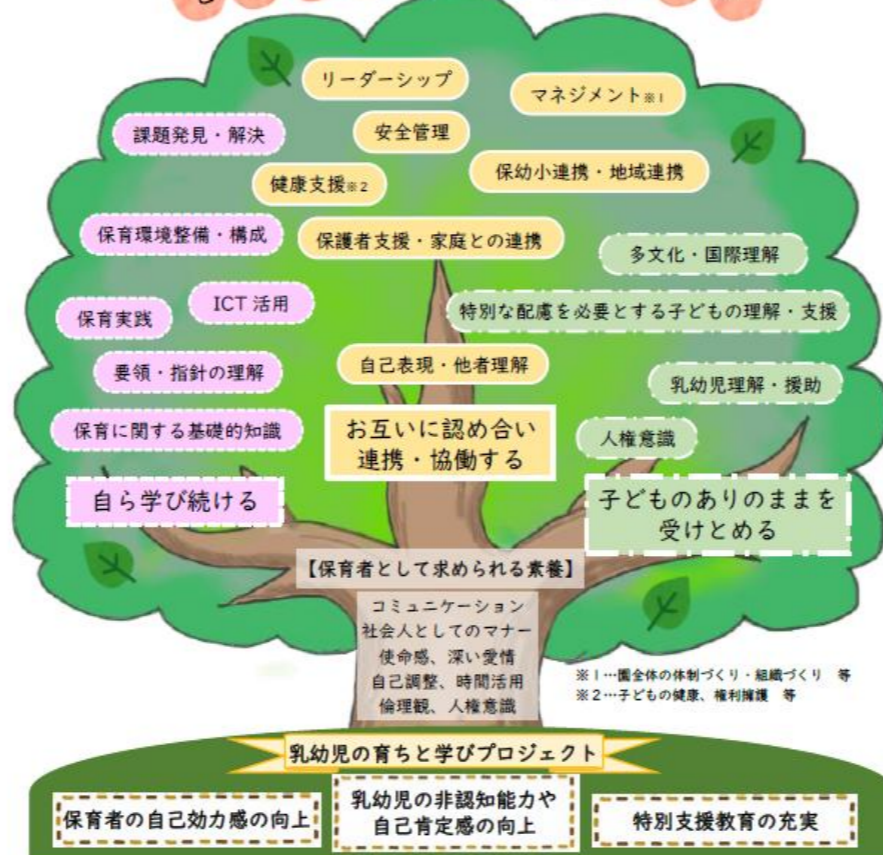 リーダーシップ
マネジメント※1
課題発見・解決
安全管理
健康支援※2
保幼小連携・地域連携
保育環境整備・構成
保護者支援・家庭との連携
多文化・国際理解
ICT 活用
保育実践
特別な配慮を必要とする子どもの理解・支援
要領・指針の理解
自己表現・他者理解
乳幼児理解・援助
保育に関する基礎的知識
お互いに認め合い
連携・協働する
人権意識
自ら学び続ける
子どものありのままを
受けとめる
【保育者として求められる素養】
コミュニケーション
社会人としてのマナー
使命感、深い愛情
自己調整、時間活用
倫理観、人権意識
※1…園全体の体制づくり・組織づくり 等
※2…子どもの健康、権利擁護 等
乳幼児の育ちと学びプロジェクト
保育者の自己効力感の向上
乳幼児の非認知能力や
自己肯定感の向上
特別支援教育の充実